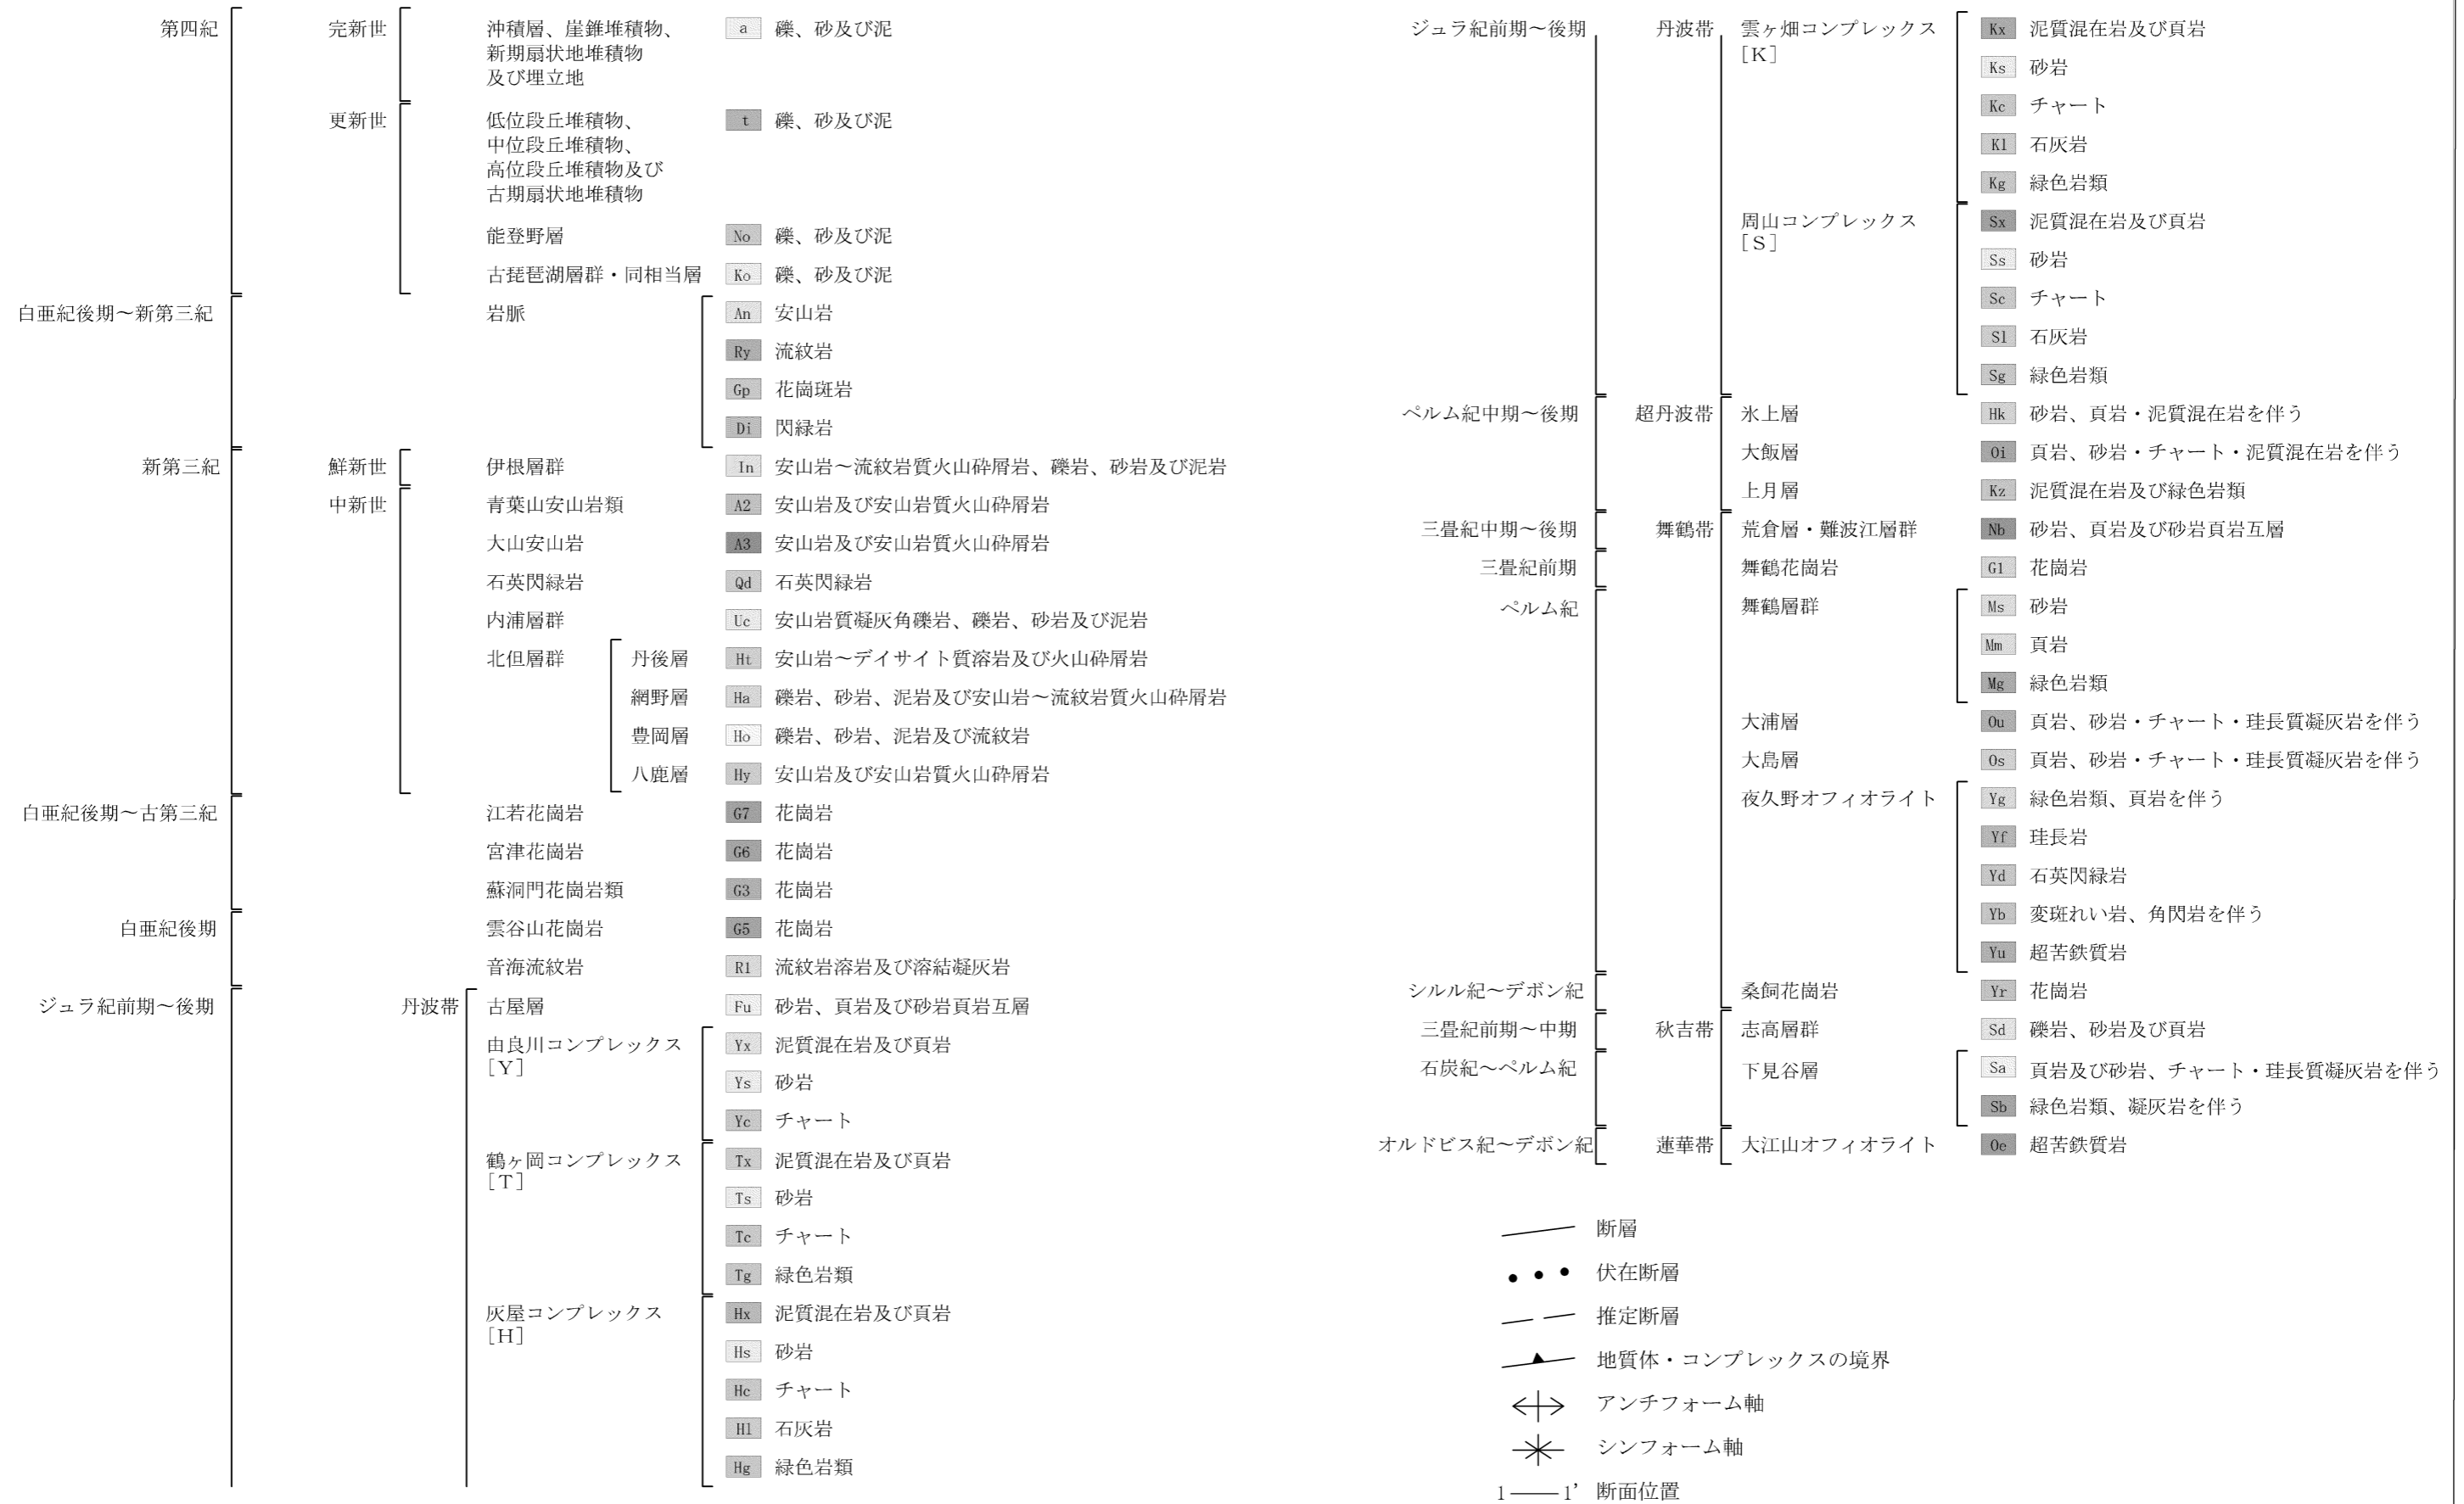 第四紀 完新世 沖積層、崖錐堆積物、 a 礫、砂及び泥
新期扇状地堆積物
及び埋立地
更新世 低位段丘堆積物、 t 礫、砂及び泥
中位段丘堆積物、
高位段丘堆積物及び
古期扇状地堆積物
能登野層 No 礫、砂及び泥
古琵琶湖層群・同相当層 Ko 礫、砂及び泥
白亜紀後期～新第三紀 岩脈 An 安山岩
Ry 流紋岩
Gp 花崗斑岩
Di 閃緑岩
新第三紀 鮮新世 伊根層群 In 安山岩～流紋岩質火山砕屑岩、礫岩、砂岩及び泥岩
中新世 青葉山安山岩類 A2 安山岩及び安山岩質火山砕屑岩
大山安山岩 A3 安山岩及び安山岩質火山砕屑岩
石英閃緑岩 Qd 石英閃緑岩
内浦層群 Uc 安山岩質凝灰角礫岩、礫岩、砂岩及び泥岩
北但層群 丹後層 Ht 安山岩～デイサイト質溶岩及び火山砕屑岩
網野層 Ha 礫岩、砂岩、泥岩及び安山岩～流紋岩質火山砕屑岩
豊岡層 Ho 礫岩、砂岩、泥岩及び流紋岩
八鹿層 Hy 安山岩及び安山岩質火山砕屑岩
白亜紀後期～古第三紀 江若花崗岩 G7 花崗岩
宮津花崗岩 G6 花崗岩
蘇洞門花崗岩類 G3 花崗岩
白亜紀後期 雲谷山花崗岩 G5 花崗岩
音海流紋岩 R1 流紋岩溶岩及び溶結凝灰岩
ジュラ紀前期～後期 丹波帯 古屋層 Fu 砂岩、頁岩及び砂岩頁岩互層
由良川コンプレックス Yx 泥質混在岩及び頁岩
［Y］
Ys 砂岩
Yc チャート
鶴ヶ岡コンプレックス Tx 泥質混在岩及び頁岩
［T］
Ts 砂岩
Tc チャート
Tg 緑色岩類
灰屋コンプレックス Hx 泥質混在岩及び頁岩
［H］
Hs 砂岩
Hc チャート
Hl 石灰岩
Hg 緑色岩類
ジュラ紀前期～後期 丹波帯 雲ヶ畑コンプレックス Kx 泥質混在岩及び頁岩
［K］
Ks 砂岩
Kc チャート
Kl 石灰岩
Kg 緑色岩類
周山コンプレックス Sx 泥質混在岩及び頁岩
［S］
Ss 砂岩
Sc チャート
Sl 石灰岩
Sg 緑色岩類
ペルム紀中期～後期 超丹波帯 氷上層 Hk 砂岩、頁岩・泥質混在岩を伴う
大飯層 Oi 頁岩、砂岩・チャート・泥質混在岩を伴う
上月層 Kz 泥質混在岩及び緑色岩類
三畳紀中期～後期 舞鶴帯 荒倉層・難波江層群 Nb 砂岩、頁岩及び砂岩頁岩互層
三畳紀前期 舞鶴花崗岩 G1 花崗岩
ペルム紀 舞鶴層群 Ms 砂岩
Mm 頁岩
Mg 緑色岩類
大浦層 Ou 頁岩、砂岩・チャート・珪長質凝灰岩を伴う
大島層 Os 頁岩、砂岩・チャート・珪長質凝灰岩を伴う
夜久野オフィオライト Yg 緑色岩類、頁岩を伴う
Yf 珪長岩
Yd 石英閃緑岩
Yb 変斑れい岩、角閃岩を伴う
Yu 超苦鉄質岩
シルル紀～デボン紀 桑飼花崗岩 Yr 花崗岩
三畳紀前期～中期 秋吉帯 志高層群 Sd 礫岩、砂岩及び頁岩
石炭紀～ペルム紀 下見谷層 Sa 頁岩及び砂岩、チャート・珪長質凝灰岩を伴う
Sb 緑色岩類、凝灰岩を伴う
オルドビス紀～デボン紀 蓮華帯 大江山オフィオライト Oe 超苦鉄質岩
断層
伏在断層
推定断層
地質体・コンプレックスの境界
アンチフォーム軸
シンフォーム軸
1 1’ 断面位置